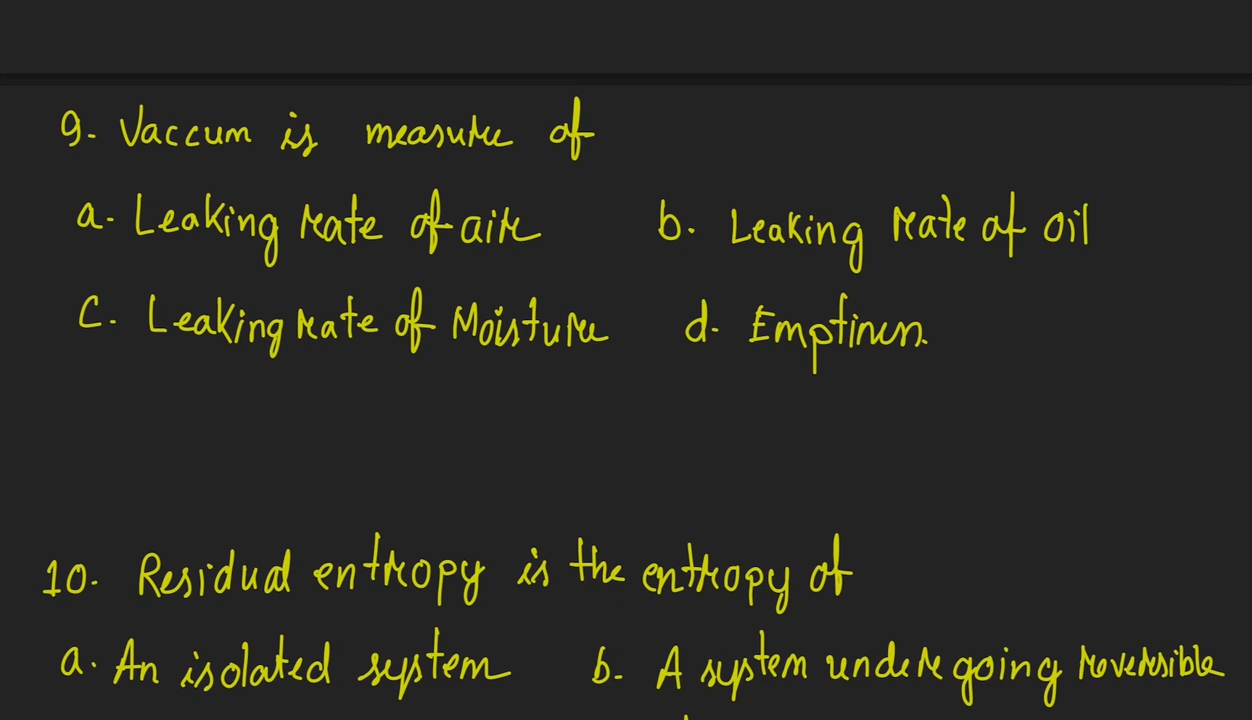 9. Vaccum is measure of
a. Leaking rate of air b. Leaking rate of oil
C. Leaking rate of Moisture d. Emptiness.
10. Residual entropy is the entropy of
a. An isolated system b. A system undergoing reversible